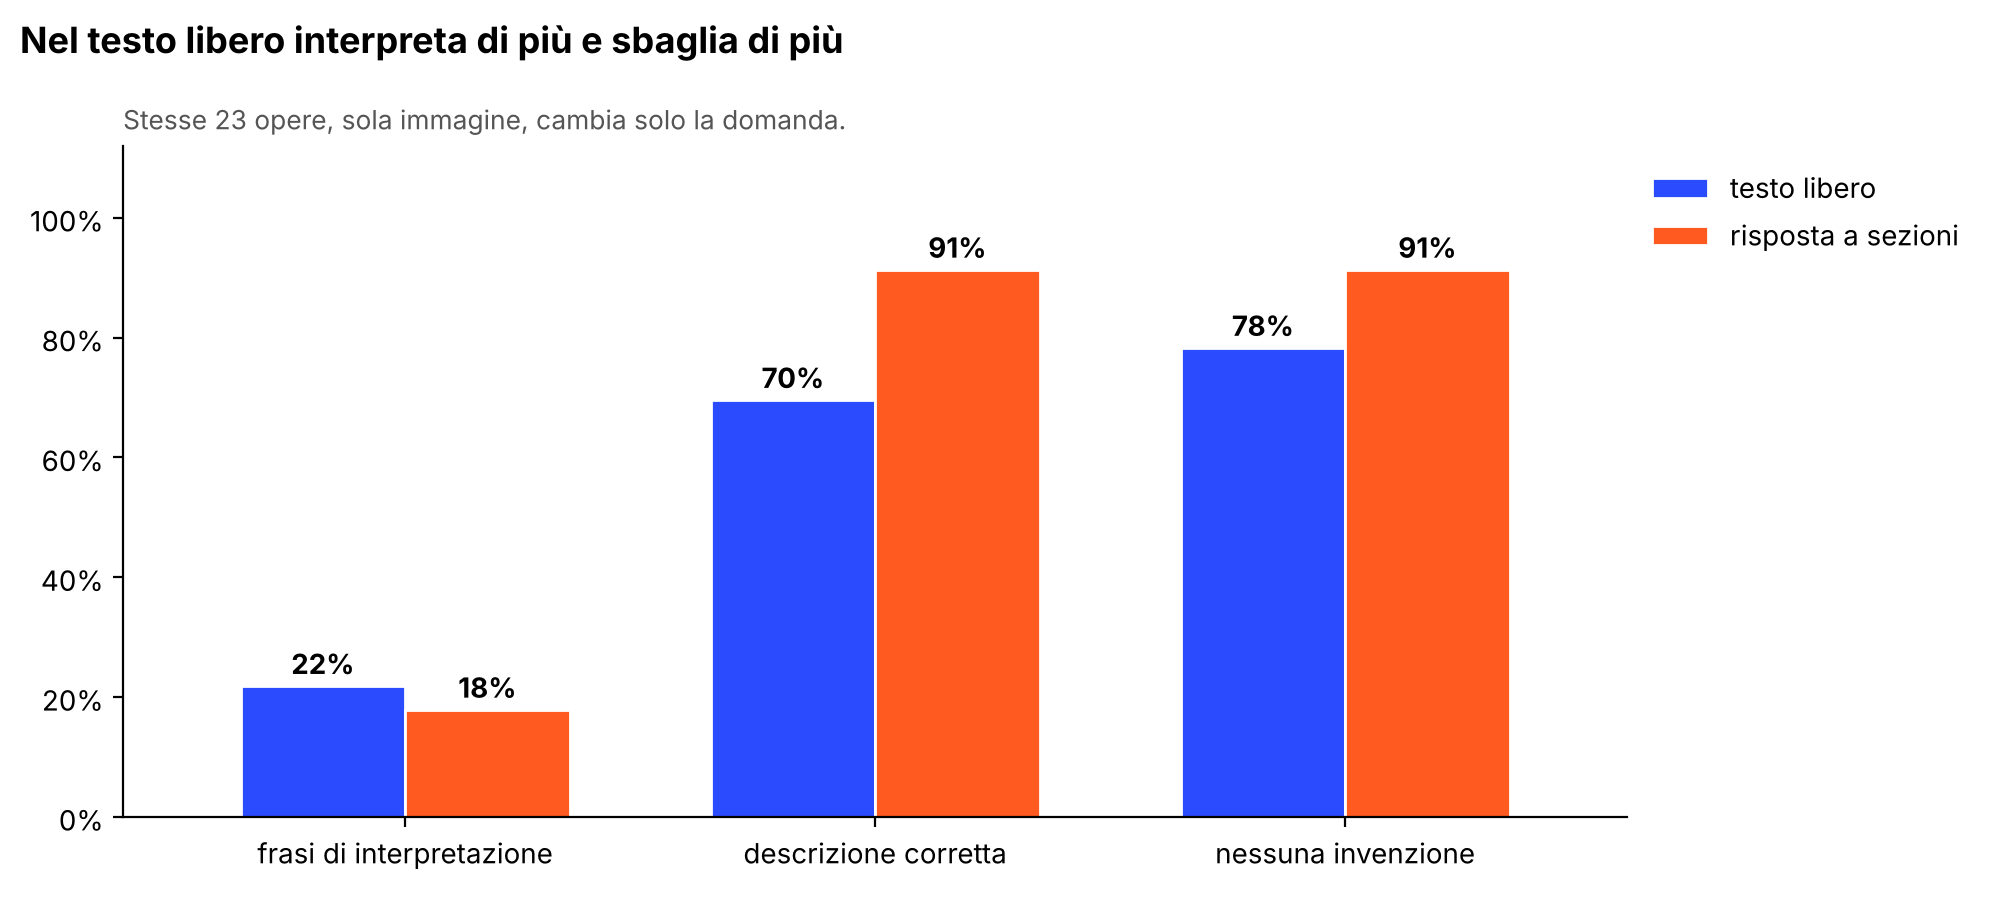 Nel testo libero interpreta di più e sbaglia di più
Stesse 23 opere, sola immagine, cambia solo la domanda.
testo libero
risposta a sezioni
100%
80%
60%
40%
20%
0%
22%
18%
70%
91%
78%
91%
frasi di interpretazione
descrizione corretta
nessuna invenzione